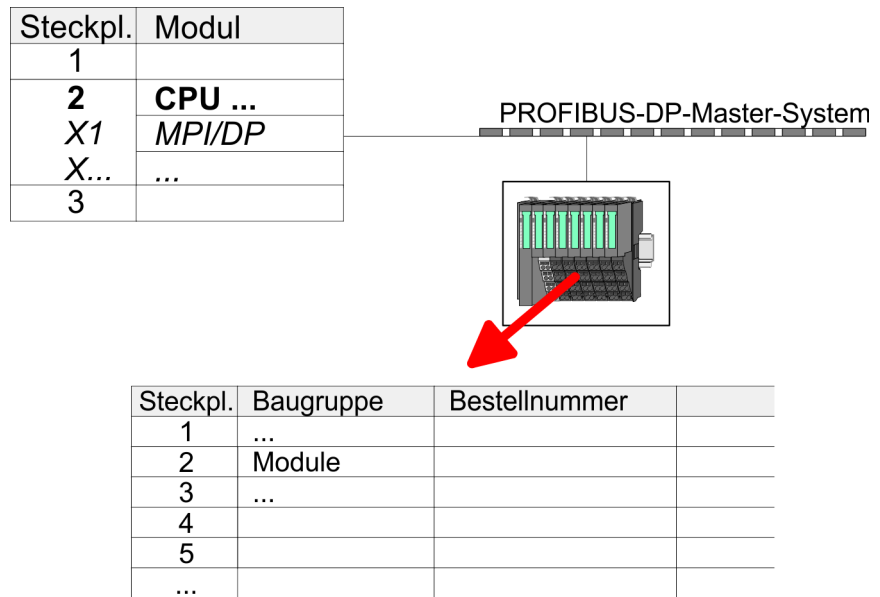 Steckpl. Modul
1
2 CPU ...
X1 MPI/DP
X... ...
3
PROFIBUS-DP-Master-System
Steckpl. Baugruppe Bestellnummer
1 ...
2 Module
3 ...
4
5
...